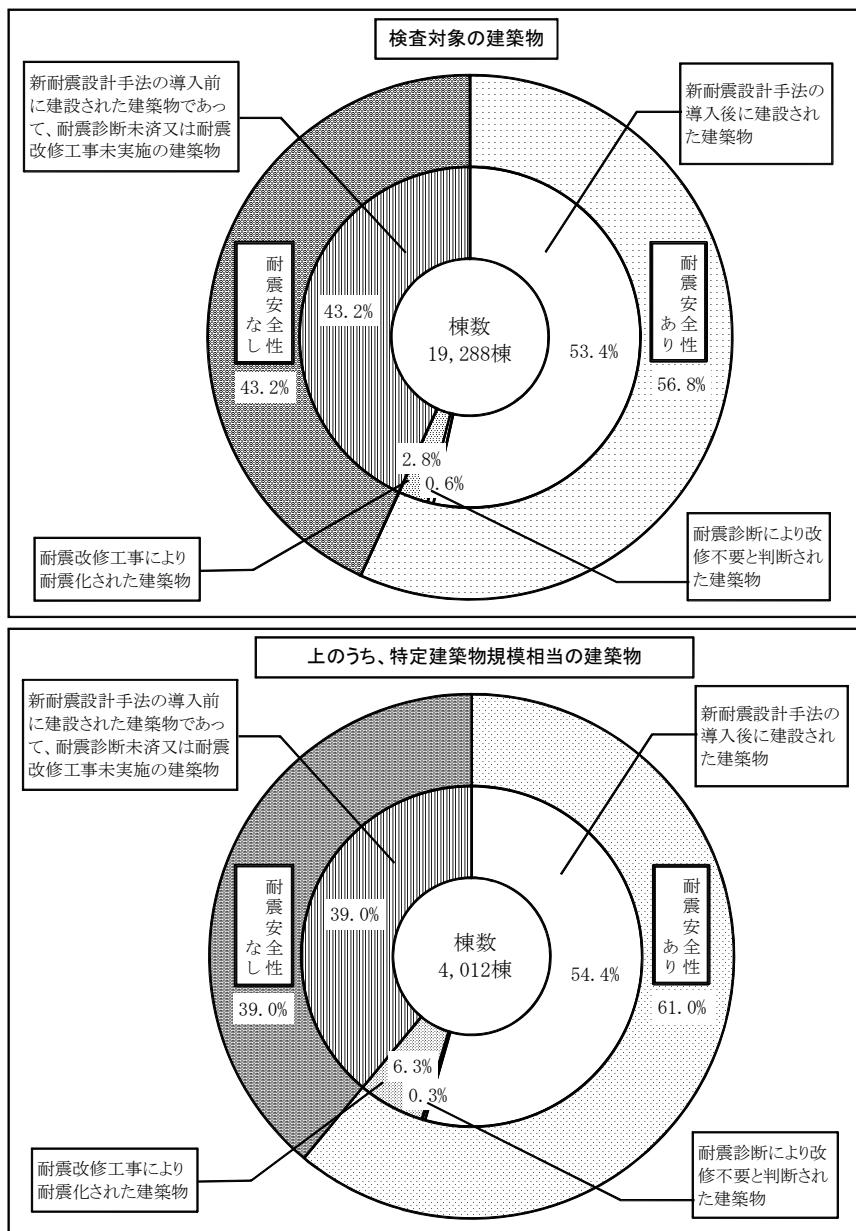 検査対象の建築物
新耐震設計手法の導入前
に建設された建築物であっ
て、耐震診断未済又は耐震
改修工事未実施の建築物
新耐震設計手法の
導入後に建設され
た建築物
耐震安全性
なし
43.2%
43.2%
棟数
19,288棟
53.4%
耐震安全性
あり
56.8%
2.8%
0.6%
耐震改修工事により
耐震化された建築物
耐震診断により改
修不要と判断され
た建築物
上のうち、特定建築物規模相当の建築物
新耐震設計手法の導入前
に建設された建築物であっ
て、耐震診断未済又は耐震
改修工事未実施の建築物
新耐震設計手法の
導入後に建設され
た建築物
耐震安全性
なし
39.0%
39.0%
棟数
4,012棟
54.4%
耐震安全性
あり
61.0%
6.3%
0.3%
耐震改修工事により
耐震化された建築物
耐震診断により改
修不要と判断され
た建築物